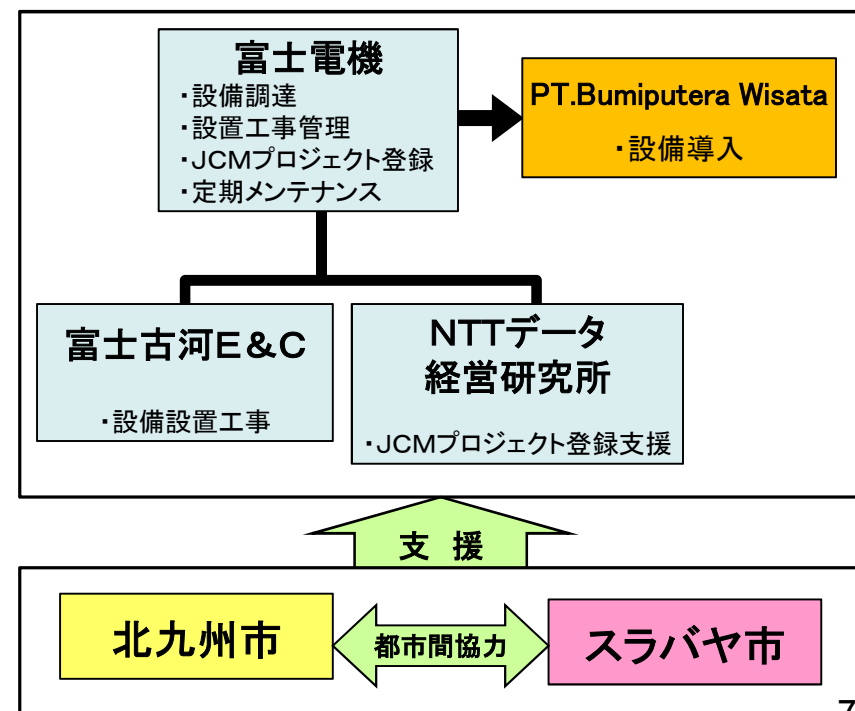 富士電機
・設備調達
・設置工事管理
・JCMプロジェクト登録
・定期メンテナンス
PT.Bumiputera Wisata
・設備導入
富士古河E＆C
・設備設置工事
NTTデータ
経営研究所
・JCMプロジェクト登録支援
支 援
北九州市
都市間協力
スラバヤ市
7